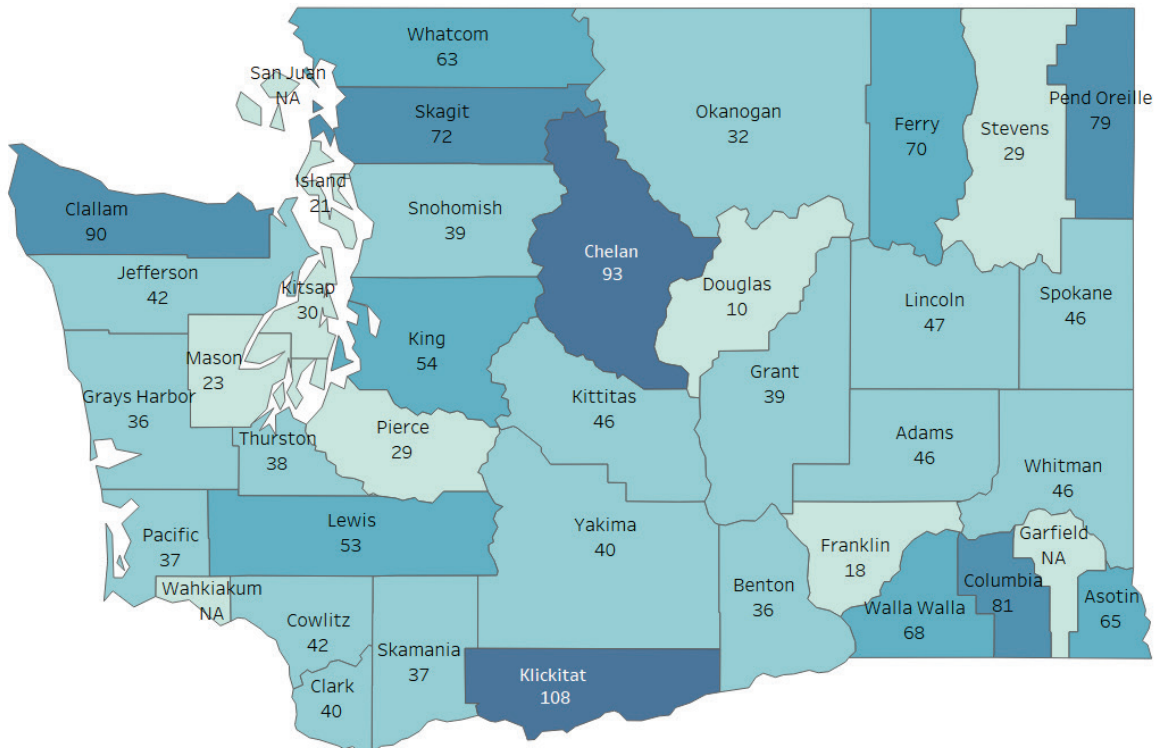 Whatcom
63
San Juan
NA
Skagit
72
Okanogan
32
Ferry
70
Stevens
29
Pend Oreille
79
Island
21
Clallam
90
Snohomish
39
Chelan
93
Jefferson
42
Kitsap
30
Douglas
10
Lincoln
47
Spokane
46
King
54
Mason
23
Grays Harbor
36
Kittitas
46
Grant
39
Thurston
38
Pierce
29
Adams
46
Whitman
46
Lewis
53
Pacific
37
Yakima
40
Franklin
18
Garfield
NA
Wahkiakum
NA
Benton
36
Columbia
81
Walla Walla
68
Asotin
65
Cowlitz
42
Skamania
37
Clark
40
Klickitat
108